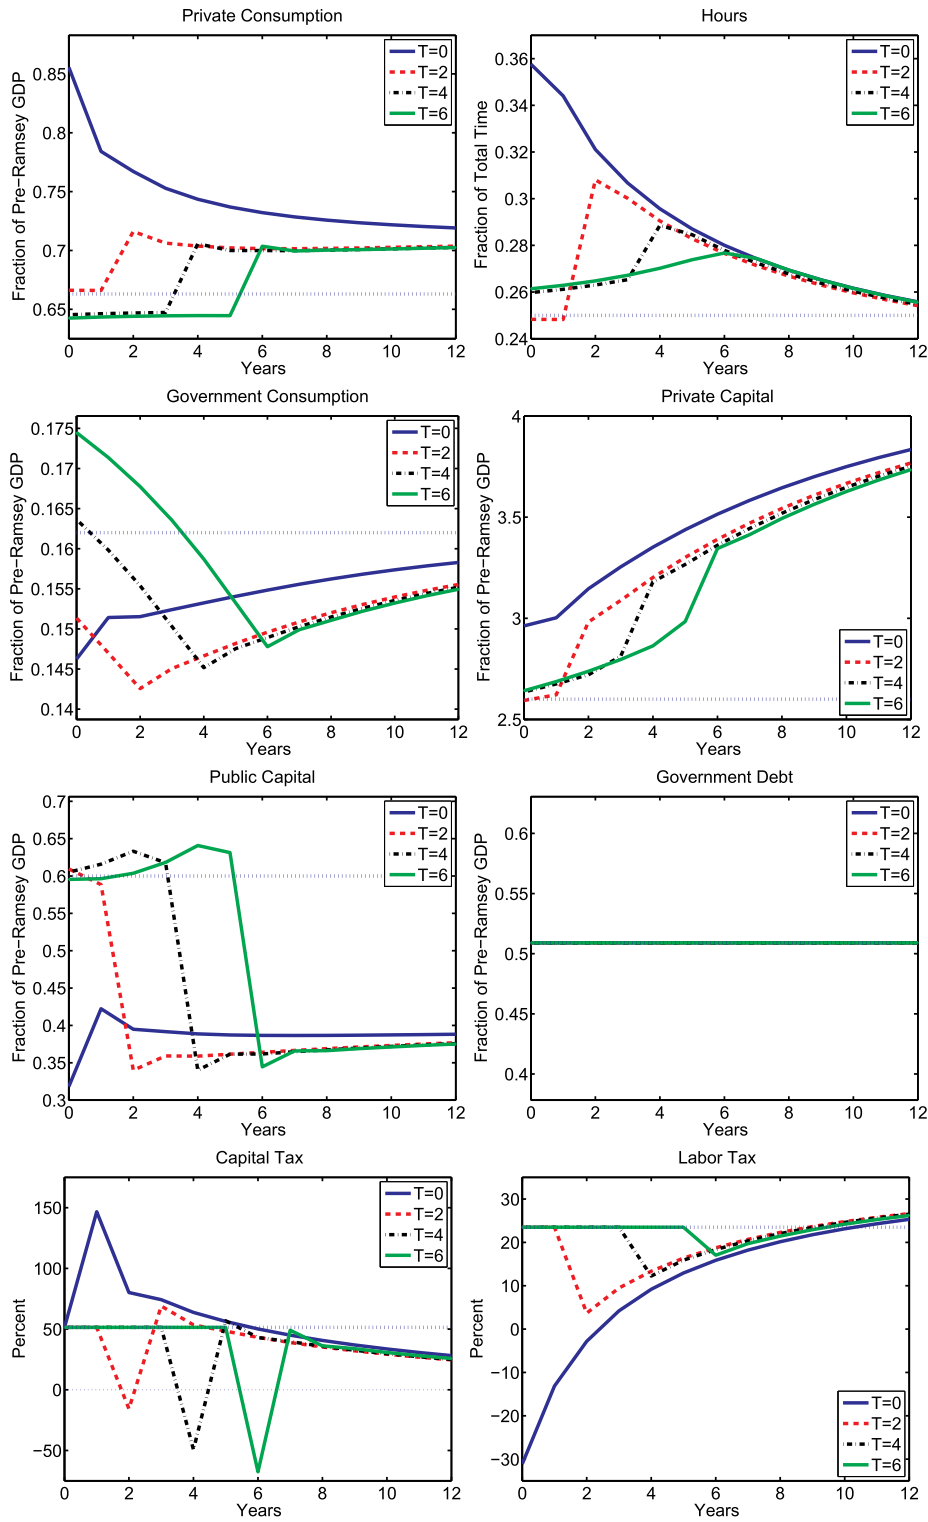 Private Consumption
Fraction of Pre−Ramsey GDP
0.85
0.8
0.75
0.7
0.65
0 2 4 6 8 10 12
Years
T=0
T=2
T=4
T=6
Hours
Fraction of Total Time
0.36
0.34
0.32
0.3
0.28
0.26
0.24
0 2 4 6 8 10 12
Years
T=0
T=2
T=4
T=6
Government Consumption
Fraction of Pre−Ramsey GDP
0.175
0.17
0.165
0.16
0.155
0.15
0.145
0.14
0 2 4 6 8 10 12
Years
T=0
T=2
T=4
T=6
Private Capital
Fraction of Pre−Ramsey GDP
4
3.5
3
2.5
0 2 4 6 8 10 12
Years
T=0
T=2
T=4
T=6
Public Capital
Fraction of Pre−Ramsey GDP
0.7
0.65
0.6
0.55
0.5
0.45
0.4
0.35
0.3
0 2 4 6 8 10 12
Years
T=0
T=2
T=4
T=6
Government Debt
Fraction of Pre−Ramsey GDP
0.6
0.55
0.5
0.45
0.4
0 2 4 6 8 10 12
Years
T=0
T=2
T=4
T=6
Capital Tax
Percent
150
100
50
0
−50
0 2 4 6 8 10 12
Years
T=0
T=2
T=4
T=6
Labor Tax
Percent
30
20
10
0
−10
−20
−30
0 2 4 6 8 10 12
Years
T=0
T=2
T=4
T=6